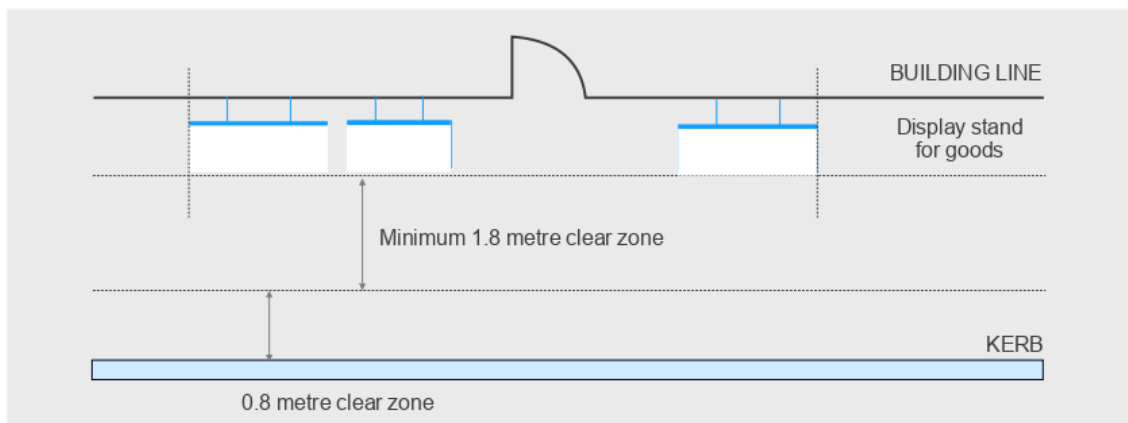 BUILDING LINE
Display stand
for goods
Minimum 1.8 metre clear zone
KERB
0.8 metre clear zone